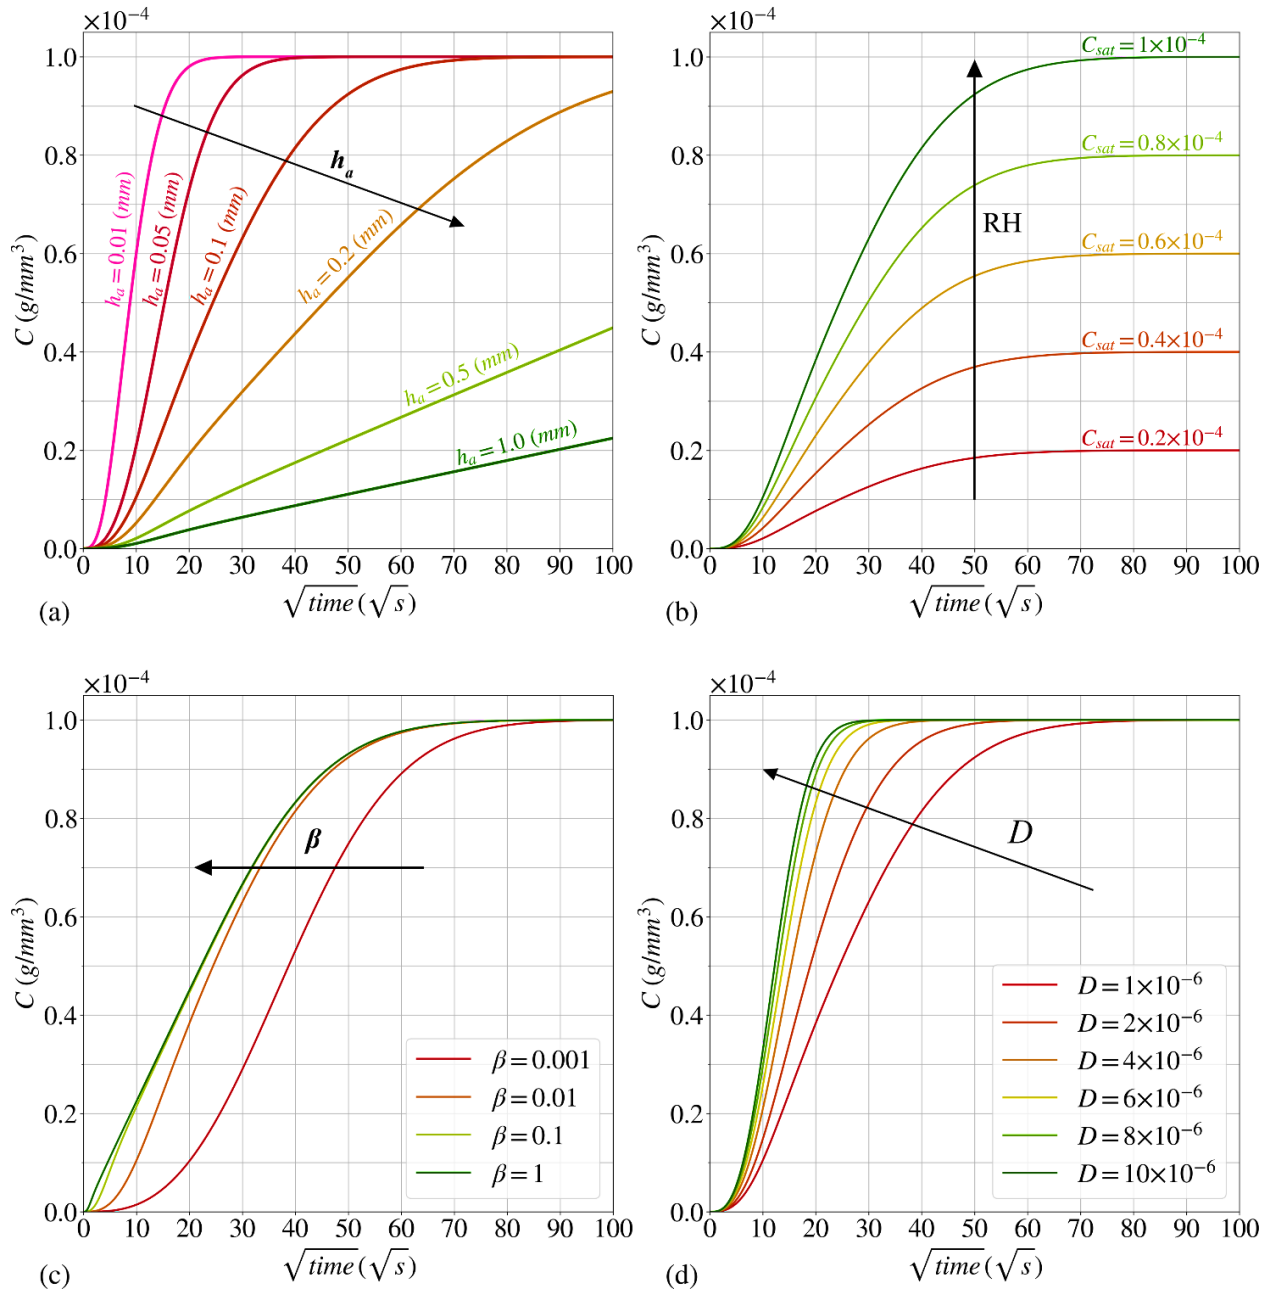 ×10⁻⁴
1.0
0.8
0.6
0.4
0.2
0.0
C (g/mm³)
hₐ = 0.01 (mm)
hₐ = 0.05 (mm)
hₐ = 0.1 (mm)
hₐ = 0.2 (mm)
hₐ = 0.5 (mm)
hₐ = 1.0 (mm)
hₐ
0 10 20 30 40 50 60 70 80 90 100
√time (√s)
(a)
×10⁻⁴
1.0
0.8
0.6
0.4
0.2
0.0
C (g/mm³)
C_sat = 1×10⁻⁴
C_sat = 0.8×10⁻⁴
RH
C_sat = 0.6×10⁻⁴
C_sat = 0.4×10⁻⁴
C_sat = 0.2×10⁻⁴
0 10 20 30 40 50 60 70 80 90 100
√time (√s)
(b)
×10⁻⁴
1.0
0.8
0.6
0.4
0.2
0.0
C (g/mm³)
β
β = 0.001
β = 0.01
β = 0.1
β = 1
0 10 20 30 40 50 60 70 80 90 100
√time (√s)
(c)
×10⁻⁴
1.0
0.8
0.6
0.4
0.2
0.0
C (g/mm³)
D
D = 1×10⁻⁶
D = 2×10⁻⁶
D = 4×10⁻⁶
D = 6×10⁻⁶
D = 8×10⁻⁶
D = 10×10⁻⁶
0 10 20 30 40 50 60 70 80 90 100
√time (√s)
(d)